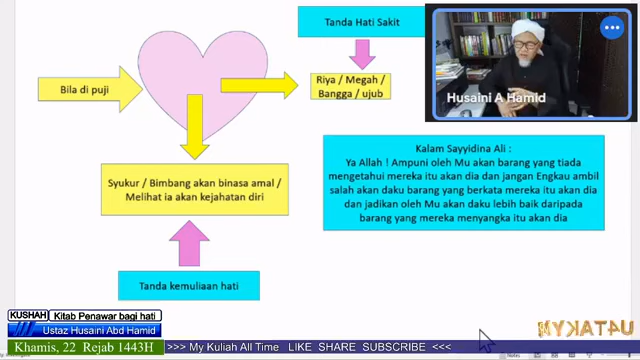 Tanda Hati Sakit
Bila di puji
Riya / Megah /
Bangga / ujub
Husaini A Hamid
Syukur / Bimbang akan binasa amal /
Melihat ia akan kejahatan diri
Kalam Sayyidina Ali :
Ya Allah ! Ampuni oleh Mu akan barang yang tiada
mengetahui mereka itu akan dia dan jangan Engkau ambil
salah akan daku barang yang berkata mereka itu akan dia
dan jadikan oleh Mu akan daku lebih baik daripada
barang yang mereka menyangka itu akan dia
Tanda kemuliaan hati
KUSHAH Kitab Penawar bagi hati
Ustaz Husaini Abd Hamid
Khamis, 22 Rejab 1443H >>> My Kuliah All Time LIKE SHARE SUBSCRIBE <<<
Notes